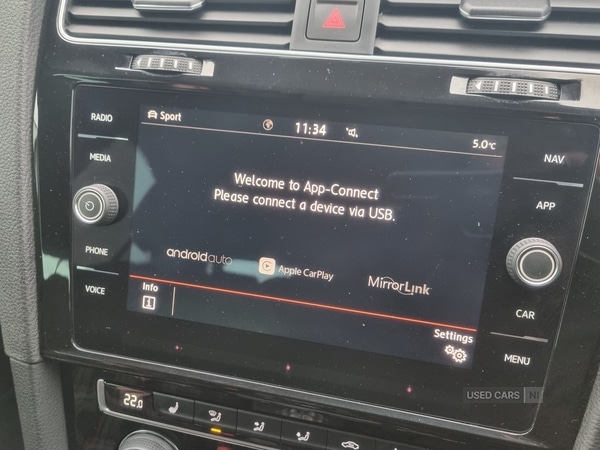 RADIO
MEDIA
PHONE
VOICE
Sport
11:34
5.0°C
Welcome to App-Connect
Please connect a device via USB.
androidauto
Apple CarPlay
MirrorLink
Info
Settings
NAV
APP
CAR
MENU
22.0
USED CARS NI